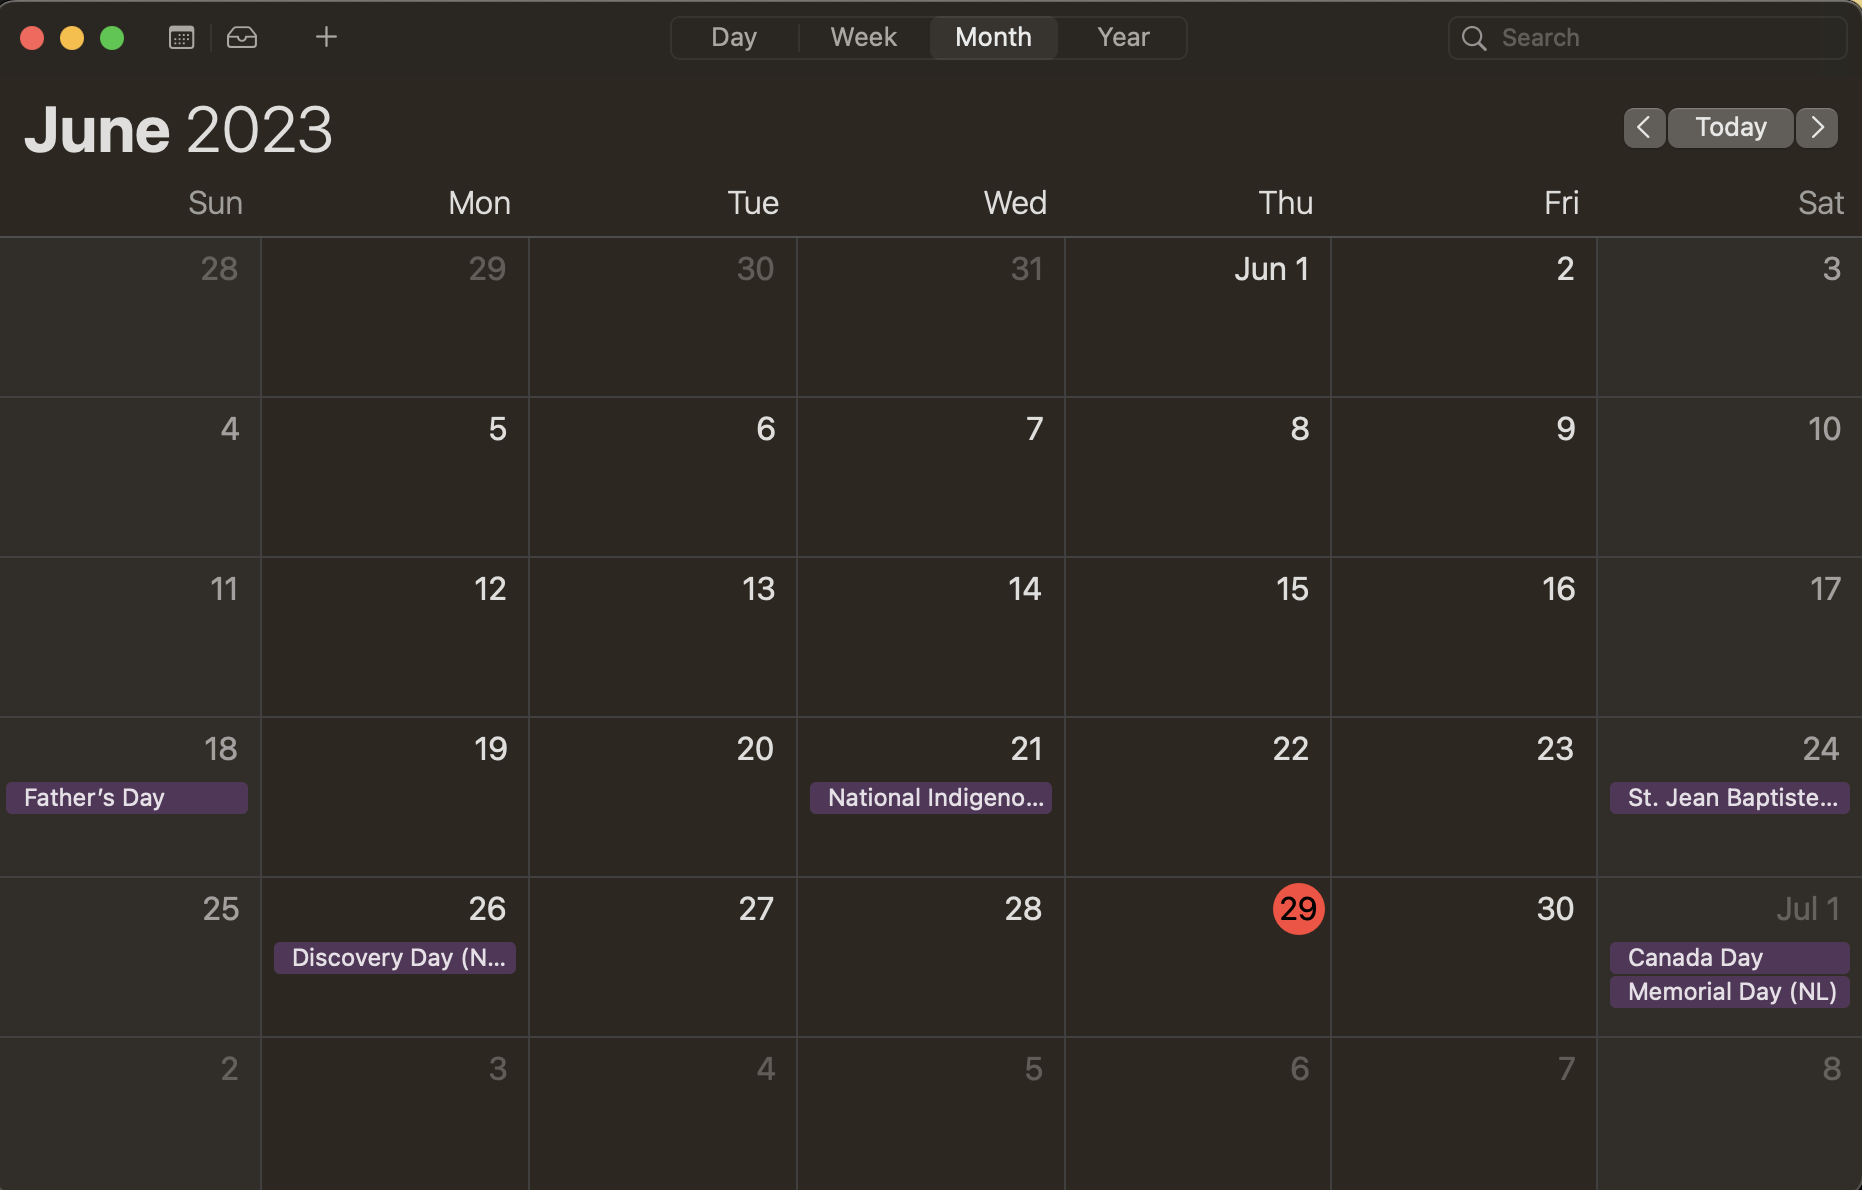 Day Week Month Year Search
June 2023 Today
Sun Mon Tue Wed Thu Fri Sat
28 29 30 31 Jun 1 2 3
4 5 6 7 8 9 10
11 12 13 14 15 16 17
18 19 20 21 22 23 24
Father's Day National Indigeno... St. Jean Baptiste...
25 26 27 28 29 30 Jul 1
Discovery Day (N... Canada Day
Memorial Day (NL)
2 3 4 5 6 7 8